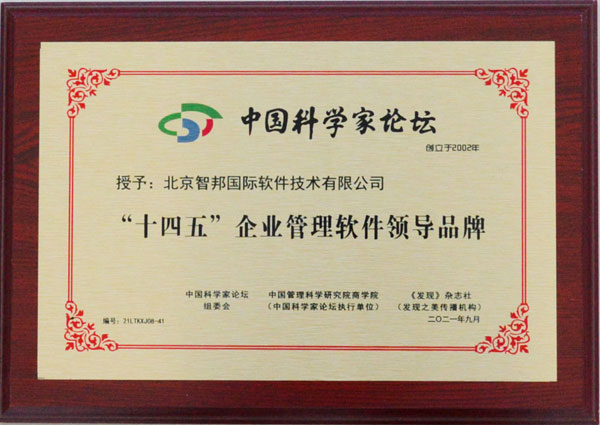 中国科学家论坛
创立于2002年
授予：北京智邦国际软件技术有限公司
“十四五”企业管理软件领导品牌
中国科学家论坛 中国管理科学研究院商学院 《发现》杂志社
组委会 （中国科学家论坛执行单位） （发现之美传播机构）
编号：21LTKXJ08-41 二〇二一年九月